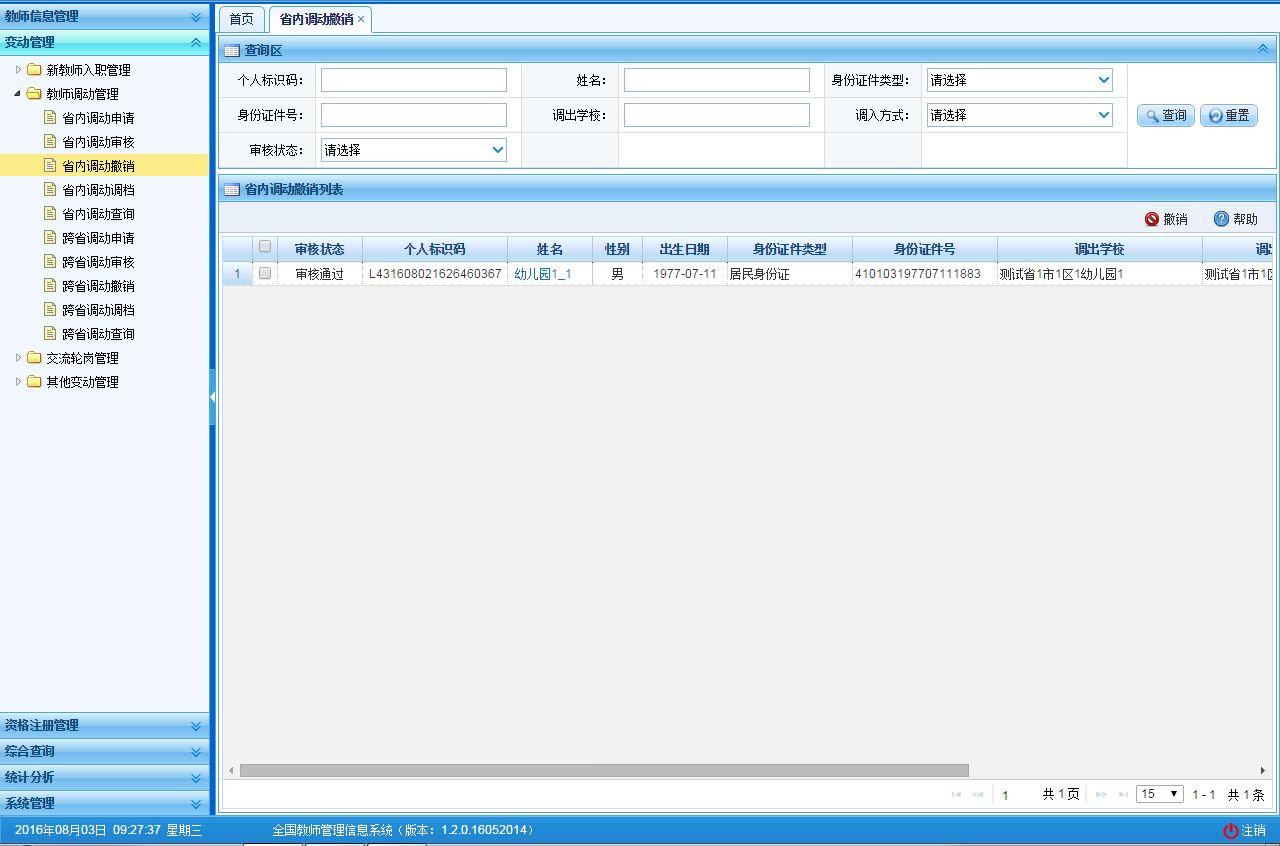 教师信息管理
变动管理
新教师入职管理
教师调动管理
省内调动申请
省内调动审核
省内调动撤销
省内调动调档
省内调动查询
跨省调动申请
跨省调动审核
跨省调动撤销
跨省调动调档
跨省调动查询
交流轮岗管理
其他变动管理
资格注册管理
综合查询
统计分析
系统管理
首页 省内调动撤销 ×
查询区
个人标识码： 姓名： 身份证件类型： 请选择
身份证件号： 调出学校： 调入方式： 请选择
查询 重置
审核状态： 请选择
省内调动撤销列表
撤销 帮助
审核状态 个人标识码 姓名 性别 出生日期 身份证件类型 身份证件号 调出学校
1 审核通过 L431608021626460367 幼儿园1_1 男 1977-07-11 居民身份证 410103197707111883 测试省1市1区1幼儿园1 测试省1市1区
1 共 1 页 15 1 - 1 共 1 条
2016年08月03日 09:27:37 星期三 全国教师管理信息系统（版本：1.2.0.16052014） 注销